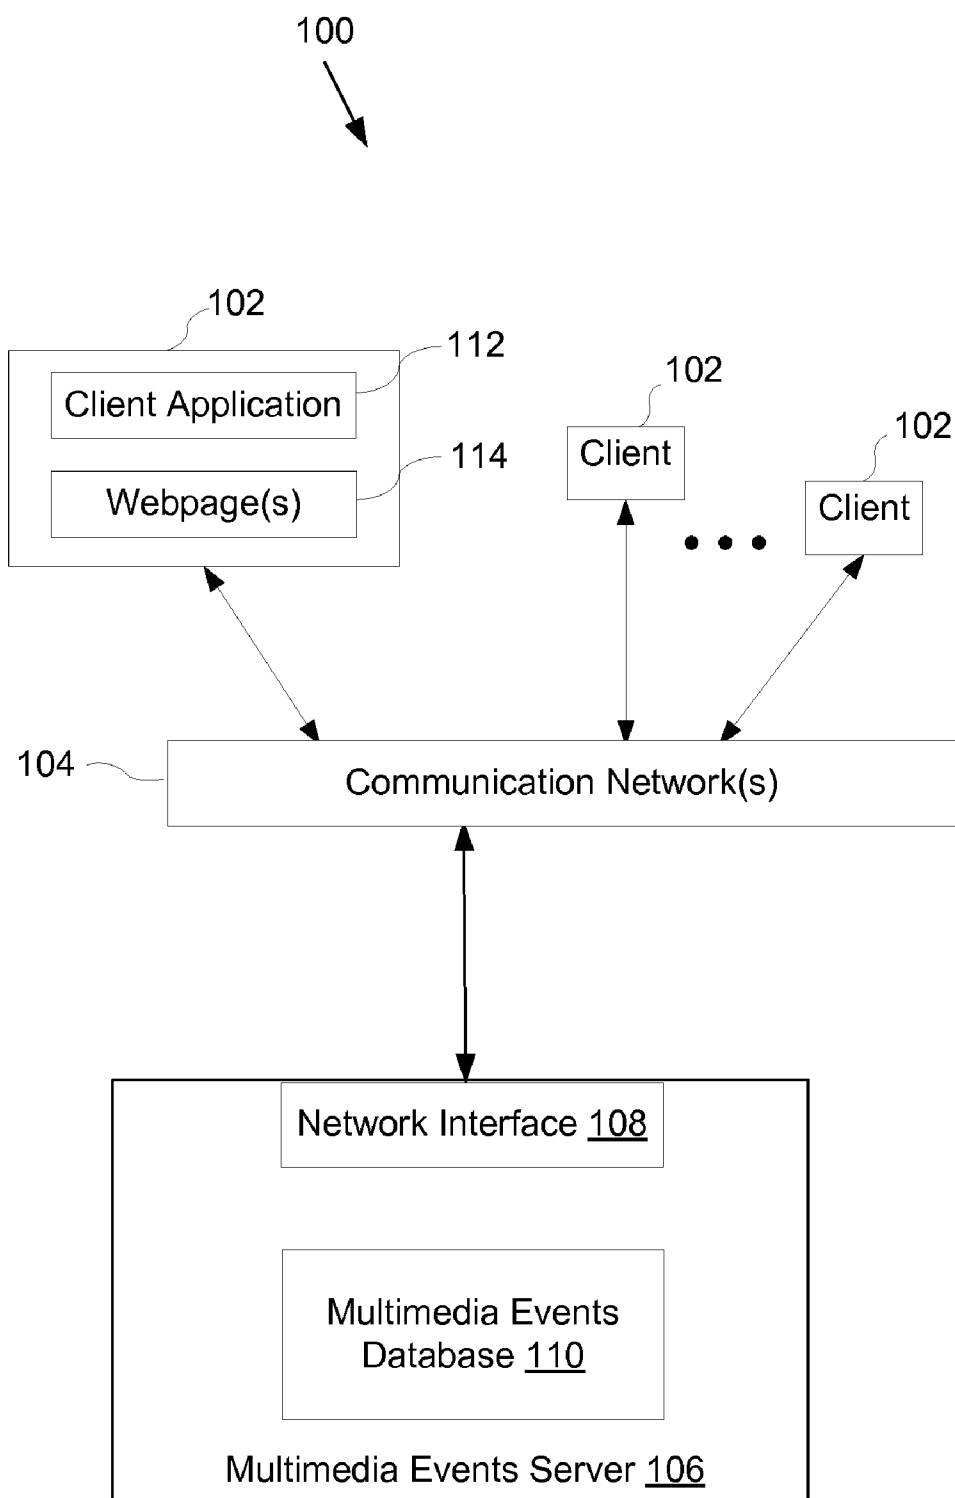 100
102
112
Client Application
114
Webpage(s)
102
Client
102
Client
104
Communication Network(s)
Network Interface 108
Multimedia Events
Database 110
Multimedia Events Server 106